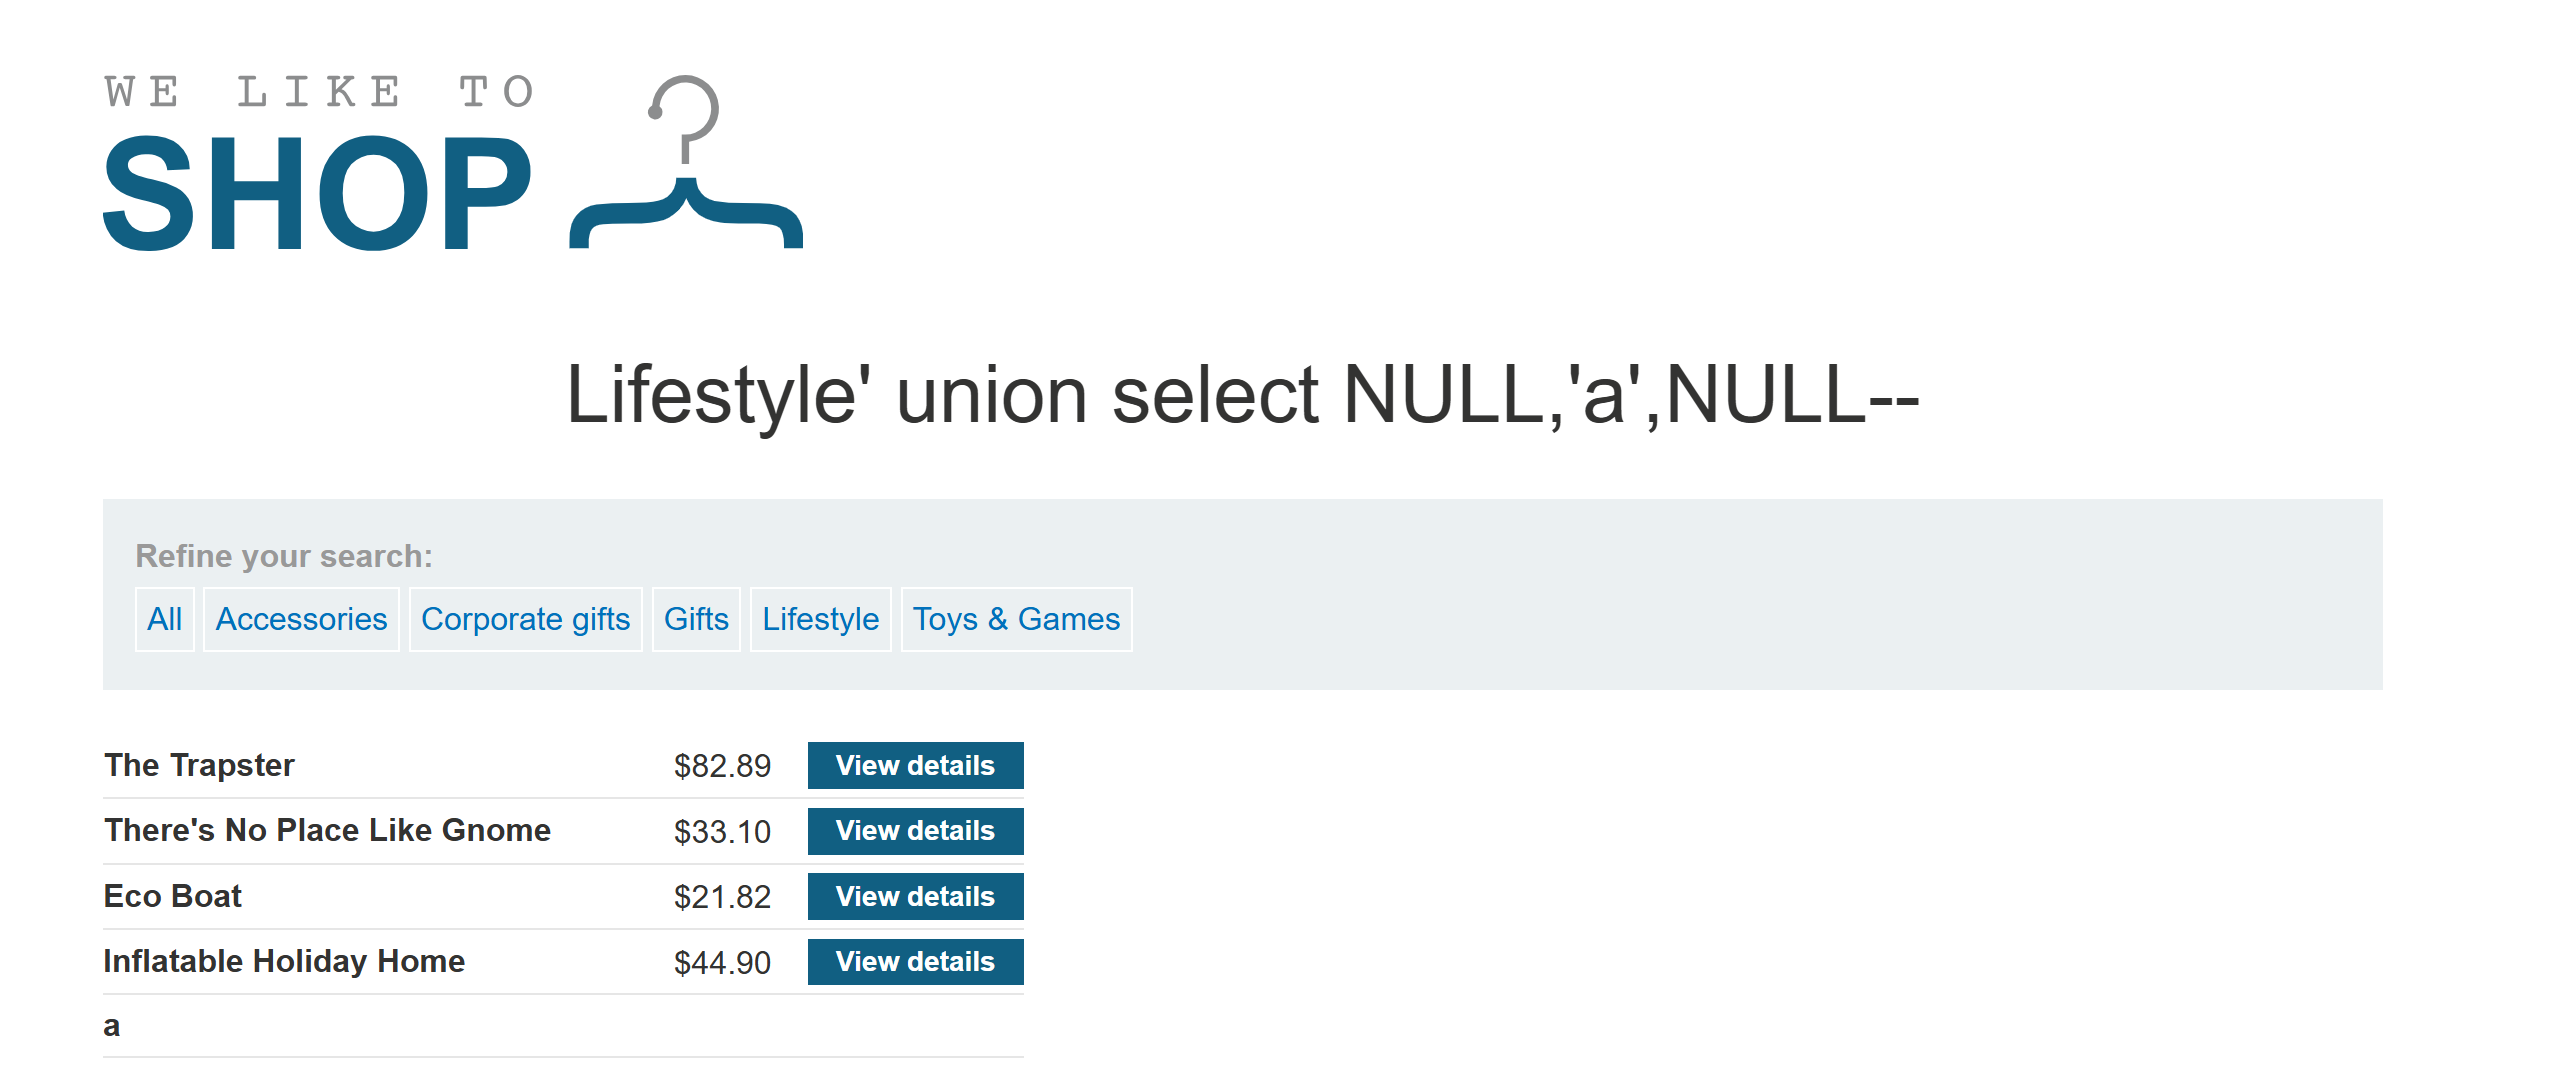 WE LIKE TO
SHOP
Lifestyle' union select NULL,'a',NULL--
Refine your search:
All Accessories Corporate gifts Gifts Lifestyle Toys & Games
The Trapster $82.89 View details
There's No Place Like Gnome $33.10 View details
Eco Boat $21.82 View details
Inflatable Holiday Home $44.90 View details
a